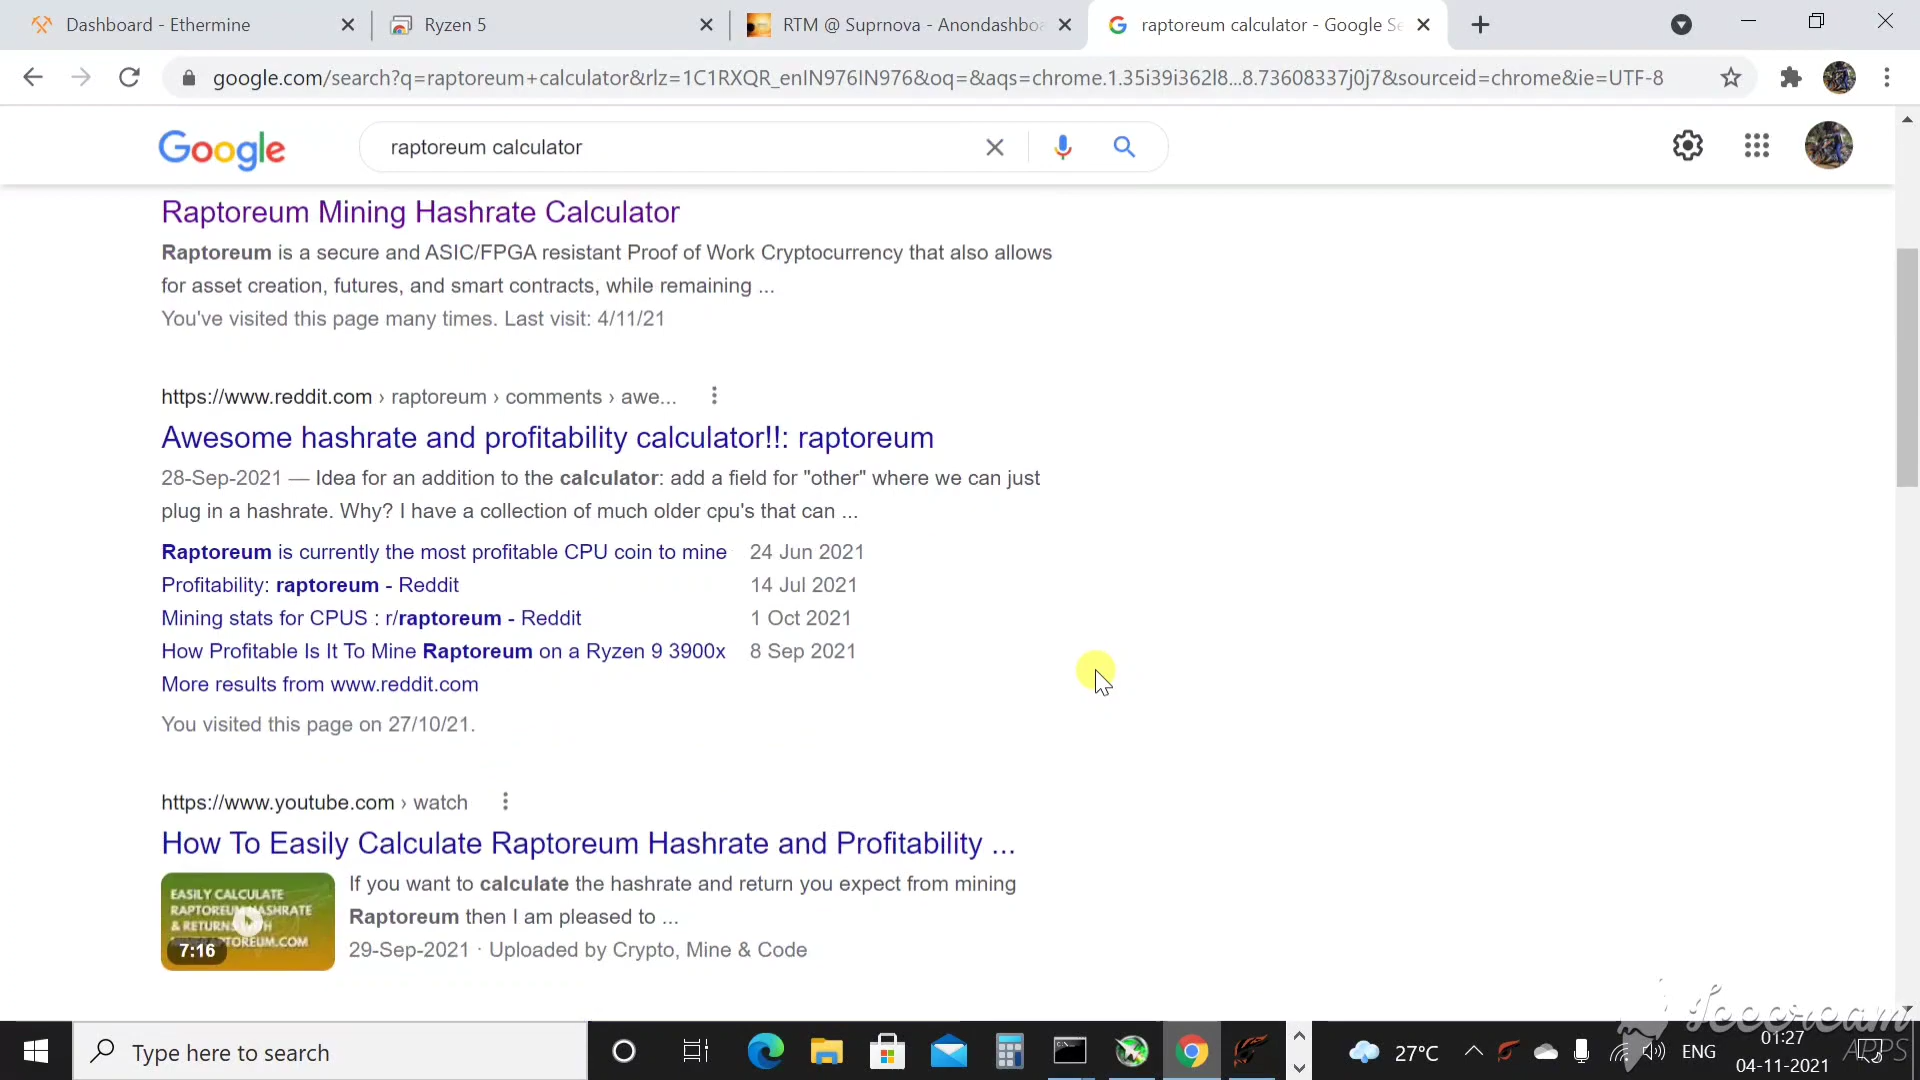 Dashboard - Ethermine
Ryzen 5
RTM @ Suprnova - Anondashboa
raptoreum calculator - Google Se
google.com/search?q=raptoreum+calculator&rlz=1C1RXQR_enIN976IN976&oq=&aqs=chrome.1.35i39i362l8...8.73608337j0j7&sourceid=chrome&ie=UTF-8
Google
raptoreum calculator
Raptoreum Mining Hashrate Calculator
Raptoreum is a secure and ASIC/FPGA resistant Proof of Work Cryptocurrency that also allows
for asset creation, futures, and smart contracts, while remaining ...
You've visited this page many times. Last visit: 4/11/21
https://www.reddit.com › raptoreum › comments › awe...
Awesome hashrate and profitability calculator!!: raptoreum
28-Sep-2021 — Idea for an addition to the calculator: add a field for "other" where we can just
plug in a hashrate. Why? I have a collection of much older cpu's that can ...
Raptoreum is currently the most profitable CPU coin to mine 24 Jun 2021
Profitability: raptoreum - Reddit 14 Jul 2021
Mining stats for CPUS : r/raptoreum - Reddit 1 Oct 2021
How Profitable Is It To Mine Raptoreum on a Ryzen 9 3900x 8 Sep 2021
More results from www.reddit.com
You visited this page on 27/10/21.
https://www.youtube.com › watch
How To Easily Calculate Raptoreum Hashrate and Profitability ...
EASILY CALCULATE
RAPTOREUM HASHRATE
& RETURNS WITH
PTOREUM.COM
7:16
If you want to calculate the hashrate and return you expect from mining
Raptoreum then I am pleased to ...
29-Sep-2021 · Uploaded by Crypto, Mine & Code
Icecream
APPS
Type here to search
27°C
ENG
01:27
04-11-2021